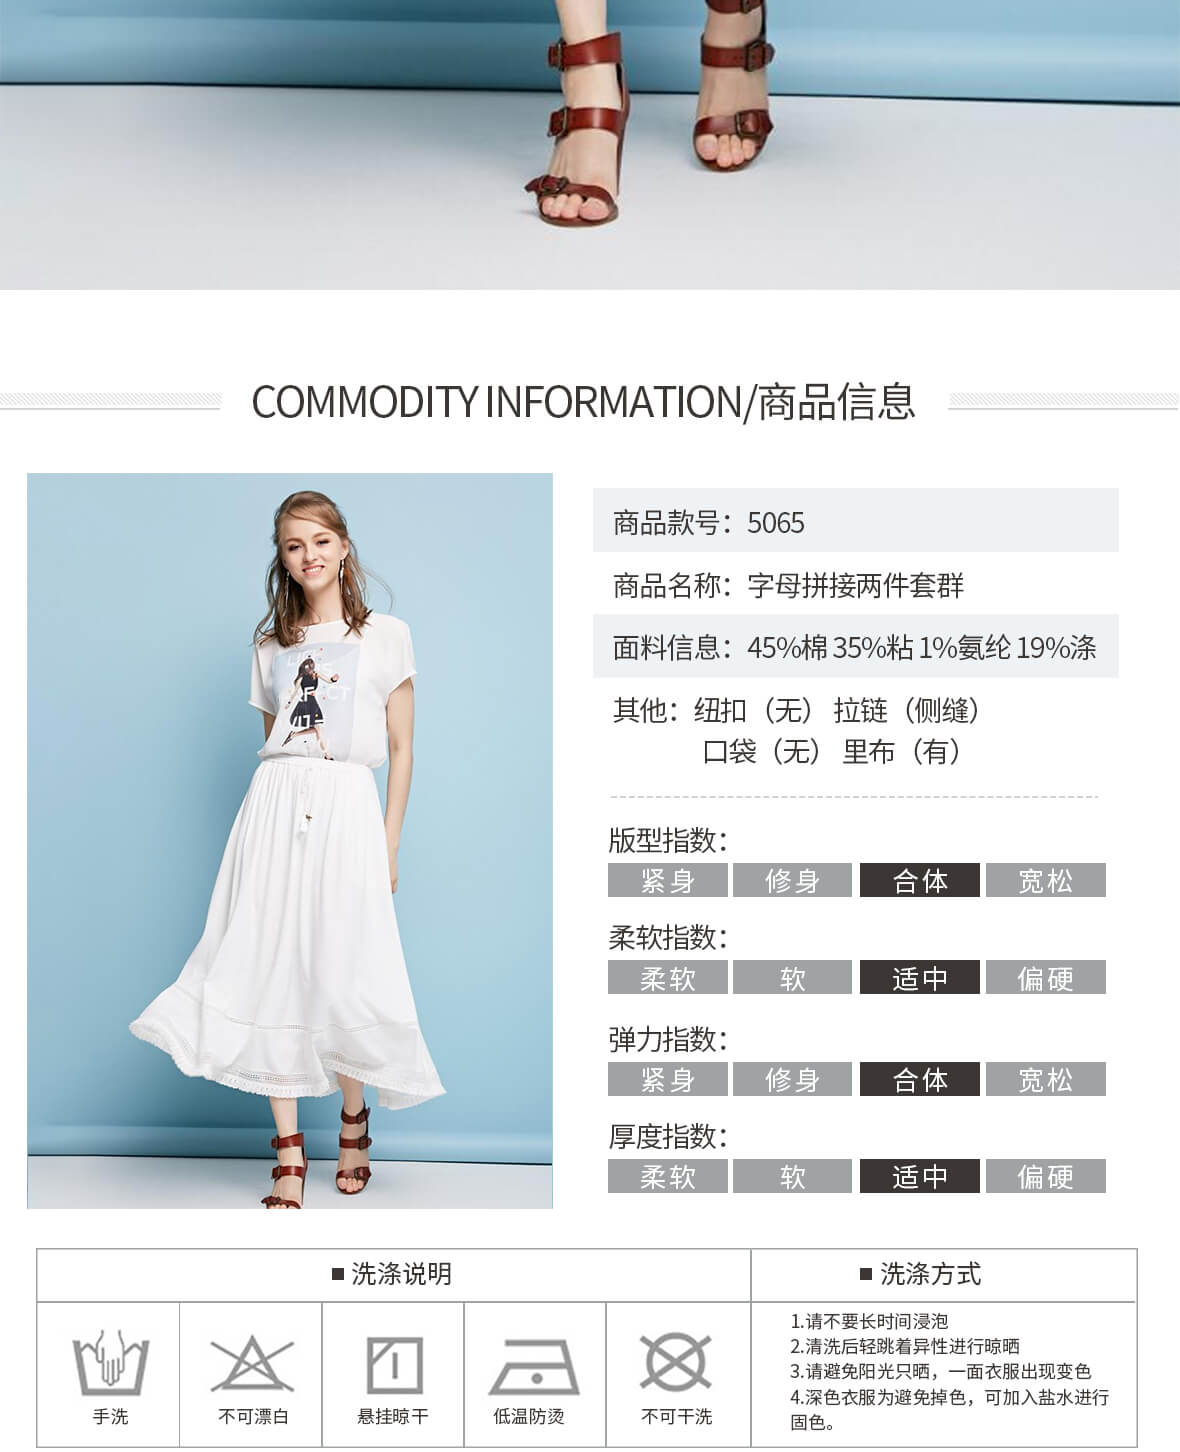 COMMODITY INFORMATION/商品信息
商品款号：5065
商品名称：字母拼接两件套群
面料信息：45%棉 35%粘 1%氨纶 19%涤
其他：纽扣（无） 拉链（侧缝）
口袋（无） 里布（有）
版型指数：
紧身 修身 合体 宽松
柔软指数：
柔软 软 适中 偏硬
弹力指数：
紧身 修身 合体 宽松
厚度指数：
柔软 软 适中 偏硬
■ 洗涤说明
手洗 不可漂白 悬挂晾干 低温防烫 不可干洗
■ 洗涤方式
1.请不要长时间浸泡
2.清洗后轻跳着异性进行晾晒
3.请避免阳光只晒，一面衣服出现变色
4.深色衣服为避免掉色，可加入盐水进行
固色。